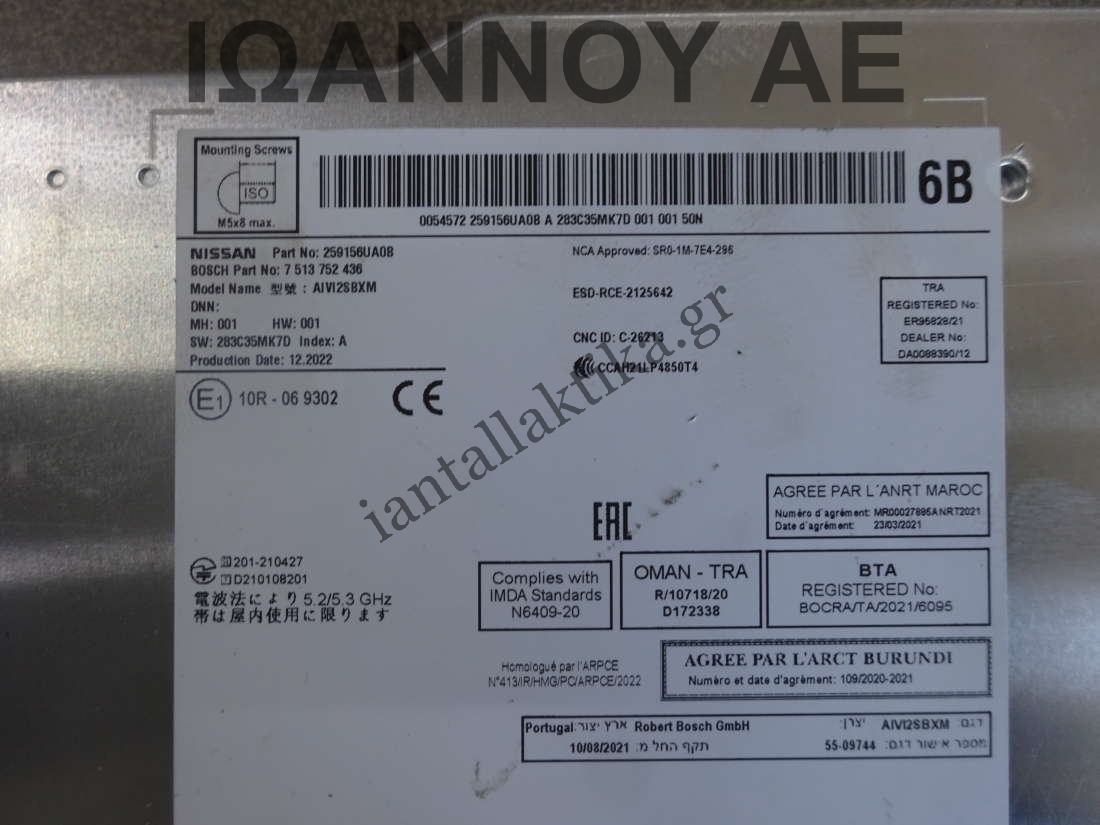 ΙΩΑΝΝΟΥ ΑΕ
Mounting Screws
ISO
M5x8 max.
6B
0054572 259156UA0B A 283C35MK7D 001 001 50N
NISSAN Part No: 259156UA0B
BOSCH Part No: 7 513 752 436
Model Name 型號 : AIVI2SBXM
DNN:
MH: 001 HW: 001
SW: 283C35MK7D Index: A
Production Date: 12.2022
E1 10R - 06 9302 CE
NCA Approved: SR0-1M-7E4-296
ESD-RCE-2125642
CNC ID: C-26213
CCAH21LP4850T4
TRA
REGISTERED No:
ER95828/21
DEALER No:
DA0088390/12
iantallaktika.gr
AGREE PAR L´ANRT MAROC
Numéro d´agrément: MR00027885ANRT2021
Date d´agrément: 23/03/2021
EAC
201-210427
D210108201
電波法により 5.2/5.3 GHz
帯は屋内使用に限ります
Complies with
IMDA Standards
N6409-20
OMAN - TRA
R/10718/20
D172338
BTA
REGISTERED No:
BOCRA/TA/2021/6095
Homologué par l'ARPCE
N°413/IR/HMG/PC/ARPCE/2022
AGREE PAR L'ARCT BURUNDI
Numéro et date d'agrément: 109/2020-2021
דגם: AIVI2SBXM יצרן: Robert Bosch GmbH ארץ יצור: Portugal
מספר אישור דגם: 55-09744 תקף החל מ: 10/08/2021